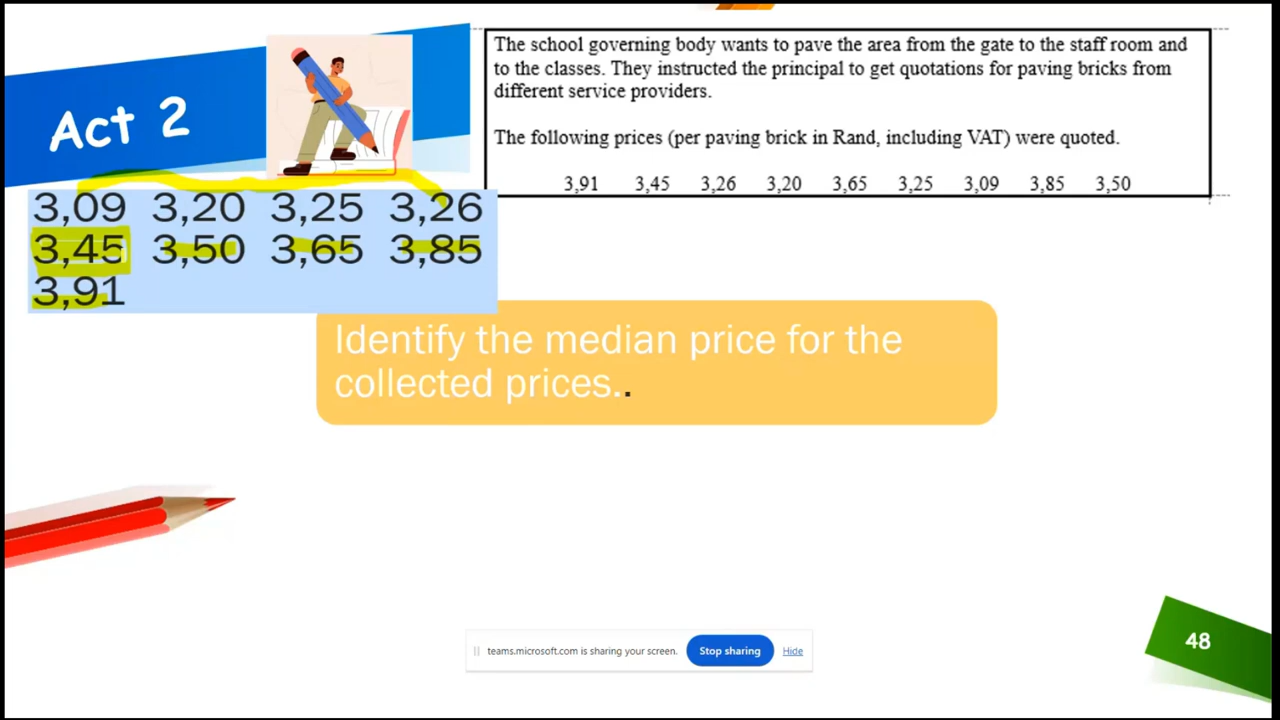 Act 2
The school governing body wants to pave the area from the gate to the staff room and
to the classes. They instructed the principal to get quotations for paving bricks from
different service providers.
The following prices (per paving brick in Rand, including VAT) were quoted.
3,91 3,45 3,26 3,20 3,65 3,25 3,09 3,85 3,50
3,09 3,20 3,25 3,26
3,45 3,50 3,65 3,85
3,91
Identify the median price for the
collected prices..
teams.microsoft.com is sharing your screen. Stop sharing Hide
48